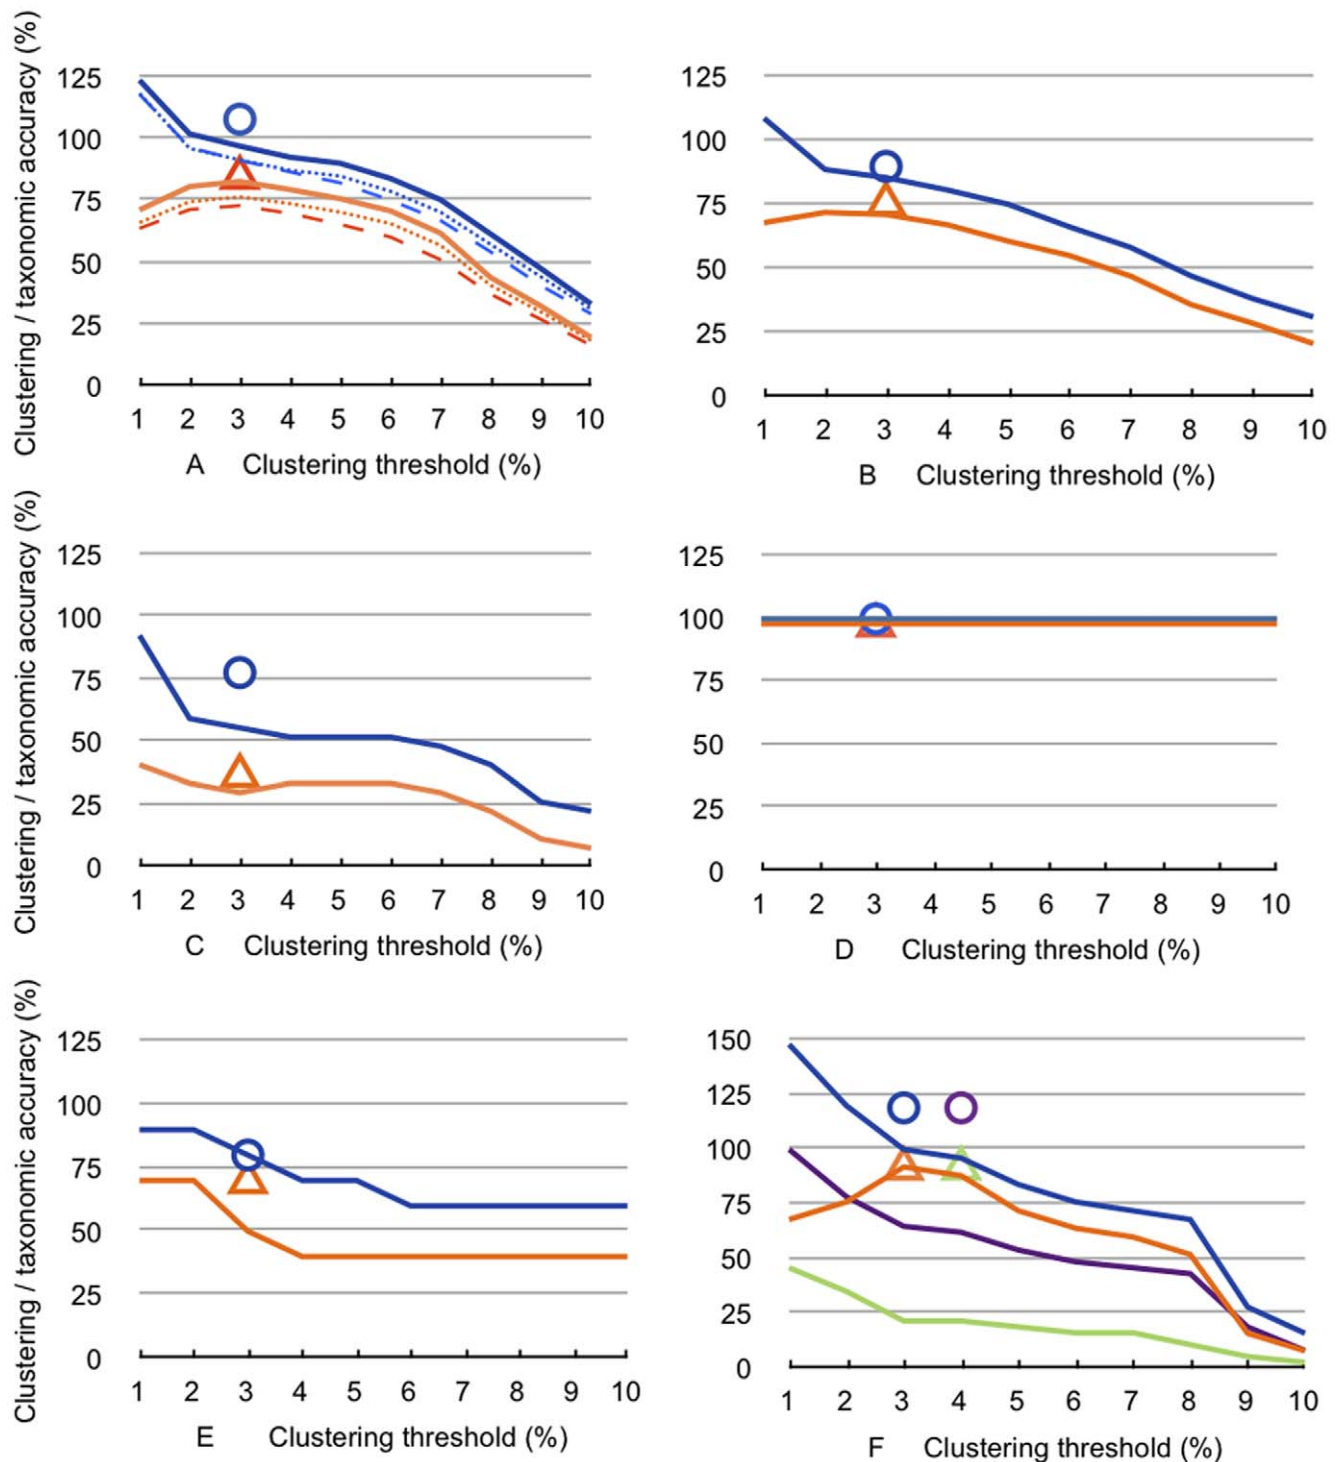 Clustering / taxonomic accuracy (%)
125
100
75
50
25
0
1 2 3 4 5 6 7 8 9 10
A Clustering threshold (%)
125
100
75
50
25
0
1 2 3 4 5 6 7 8 9 10
B Clustering threshold (%)
Clustering / taxonomic accuracy (%)
125
100
75
50
25
0
1 2 3 4 5 6 7 8 9 10
C Clustering threshold (%)
125
100
75
50
25
0
1 2 3 4 5 6 7 8 9 10
D Clustering threshold (%)
Clustering / taxonomic accuracy (%)
125
100
75
50
25
0
1 2 3 4 5 6 7 8 9 10
E Clustering threshold (%)
150
125
100
75
50
25
0
1 2 3 4 5 6 7 8 9 10
F Clustering threshold (%)